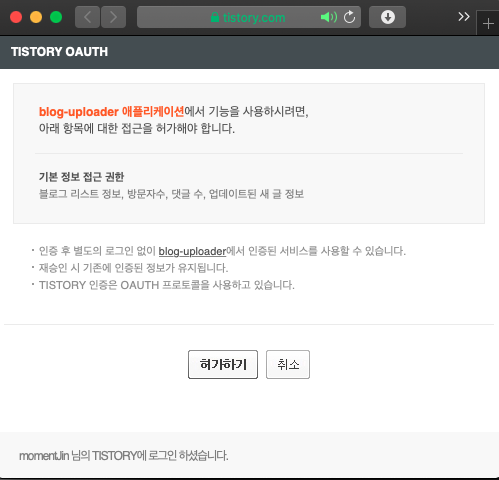 tistory.com
TISTORY OAUTH
blog-uploader 애플리케이션에서 기능을 사용하시려면,
아래 항목에 대한 접근을 허가해야 합니다.
기본 정보 접근 권한
블로그 리스트 정보, 방문자수, 댓글 수, 업데이트된 새 글 정보
· 인증 후 별도의 로그인 없이 blog-uploader에서 인증된 서비스를 사용할 수 있습니다.
· 재승인 시 기존에 인증된 정보가 유지됩니다.
· TISTORY 인증은 OAUTH 프로토콜을 사용하고 있습니다.
허가하기 취소
momentJin 님의 TISTORY에 로그인 하셨습니다.